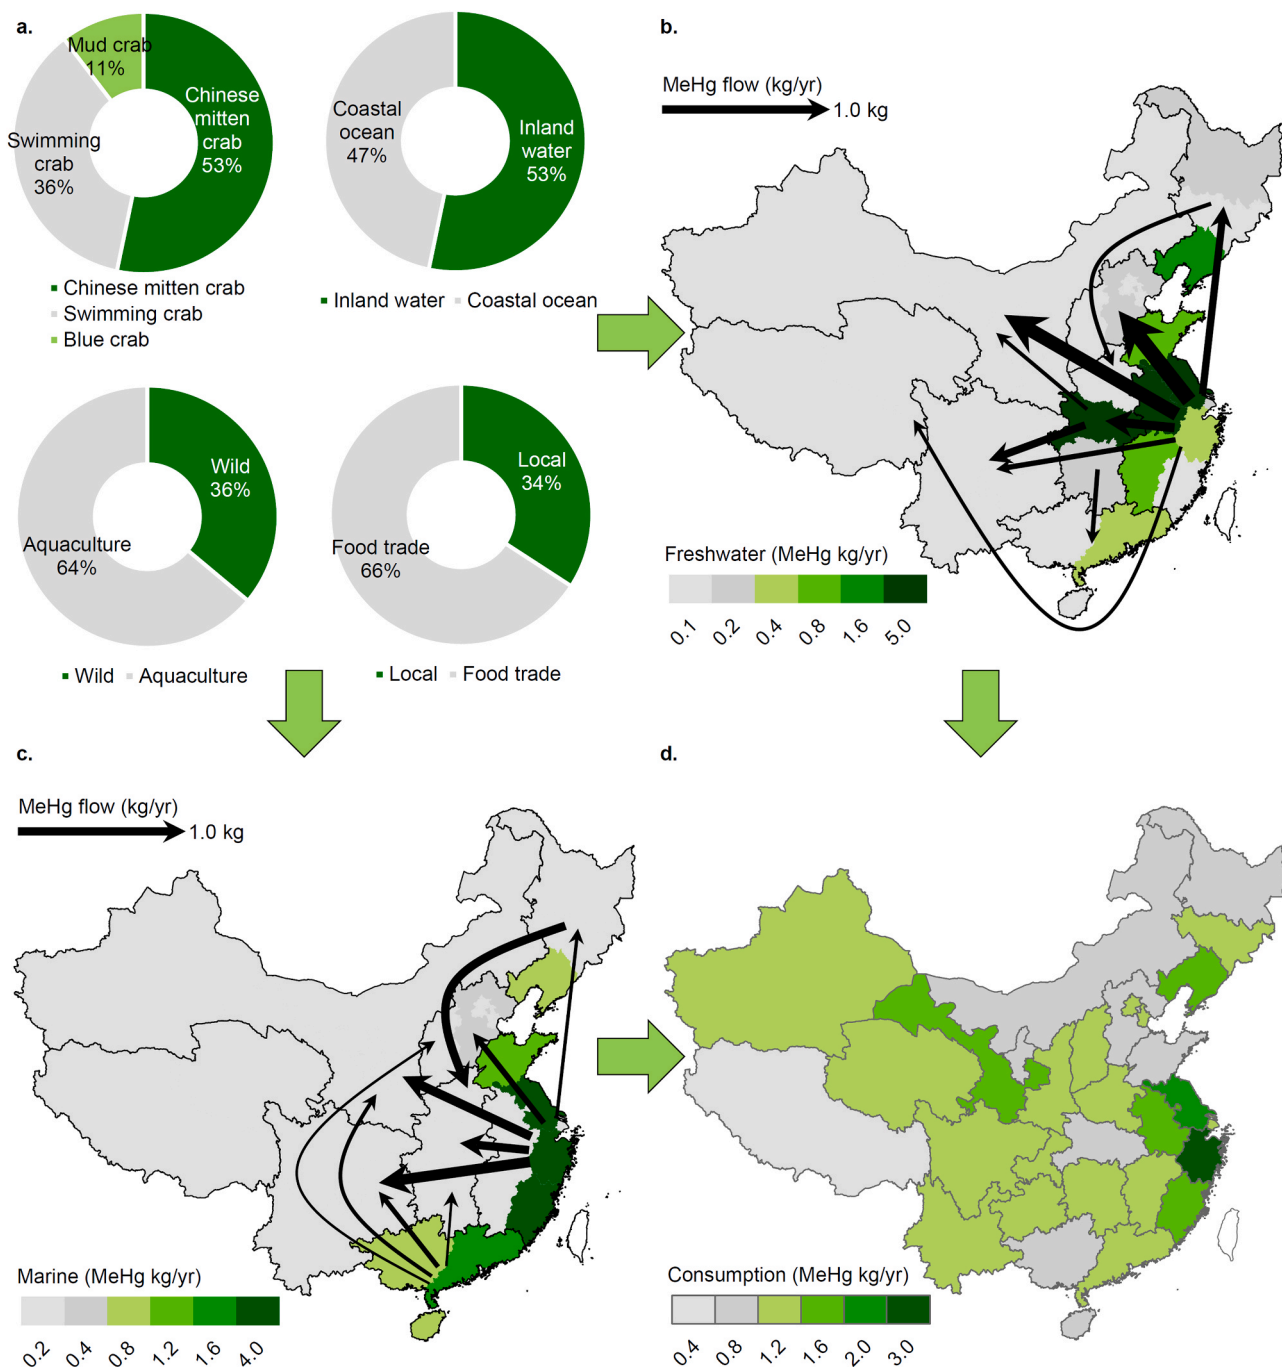 a.
Mud crab
11%
Chinese
mitten
crab
53%
Swimming
crab
36%
Chinese mitten crab
Swimming crab
Blue crab
Coastal
ocean
47%
Inland
water
53%
Inland water Coastal ocean
Wild
36%
Aquaculture
64%
Wild Aquaculture
Local
34%
Food trade
66%
Local Food trade
b.
MeHg flow (kg/yr)
1.0 kg
Freshwater (MeHg kg/yr)
0.1 0.2 0.4 0.8 1.6 5.0
c.
MeHg flow (kg/yr)
1.0 kg
Marine (MeHg kg/yr)
0.2 0.4 0.8 1.2 1.6 4.0
d.
Consumption (MeHg kg/yr)
0.4 0.8 1.2 1.6 2.0 3.0